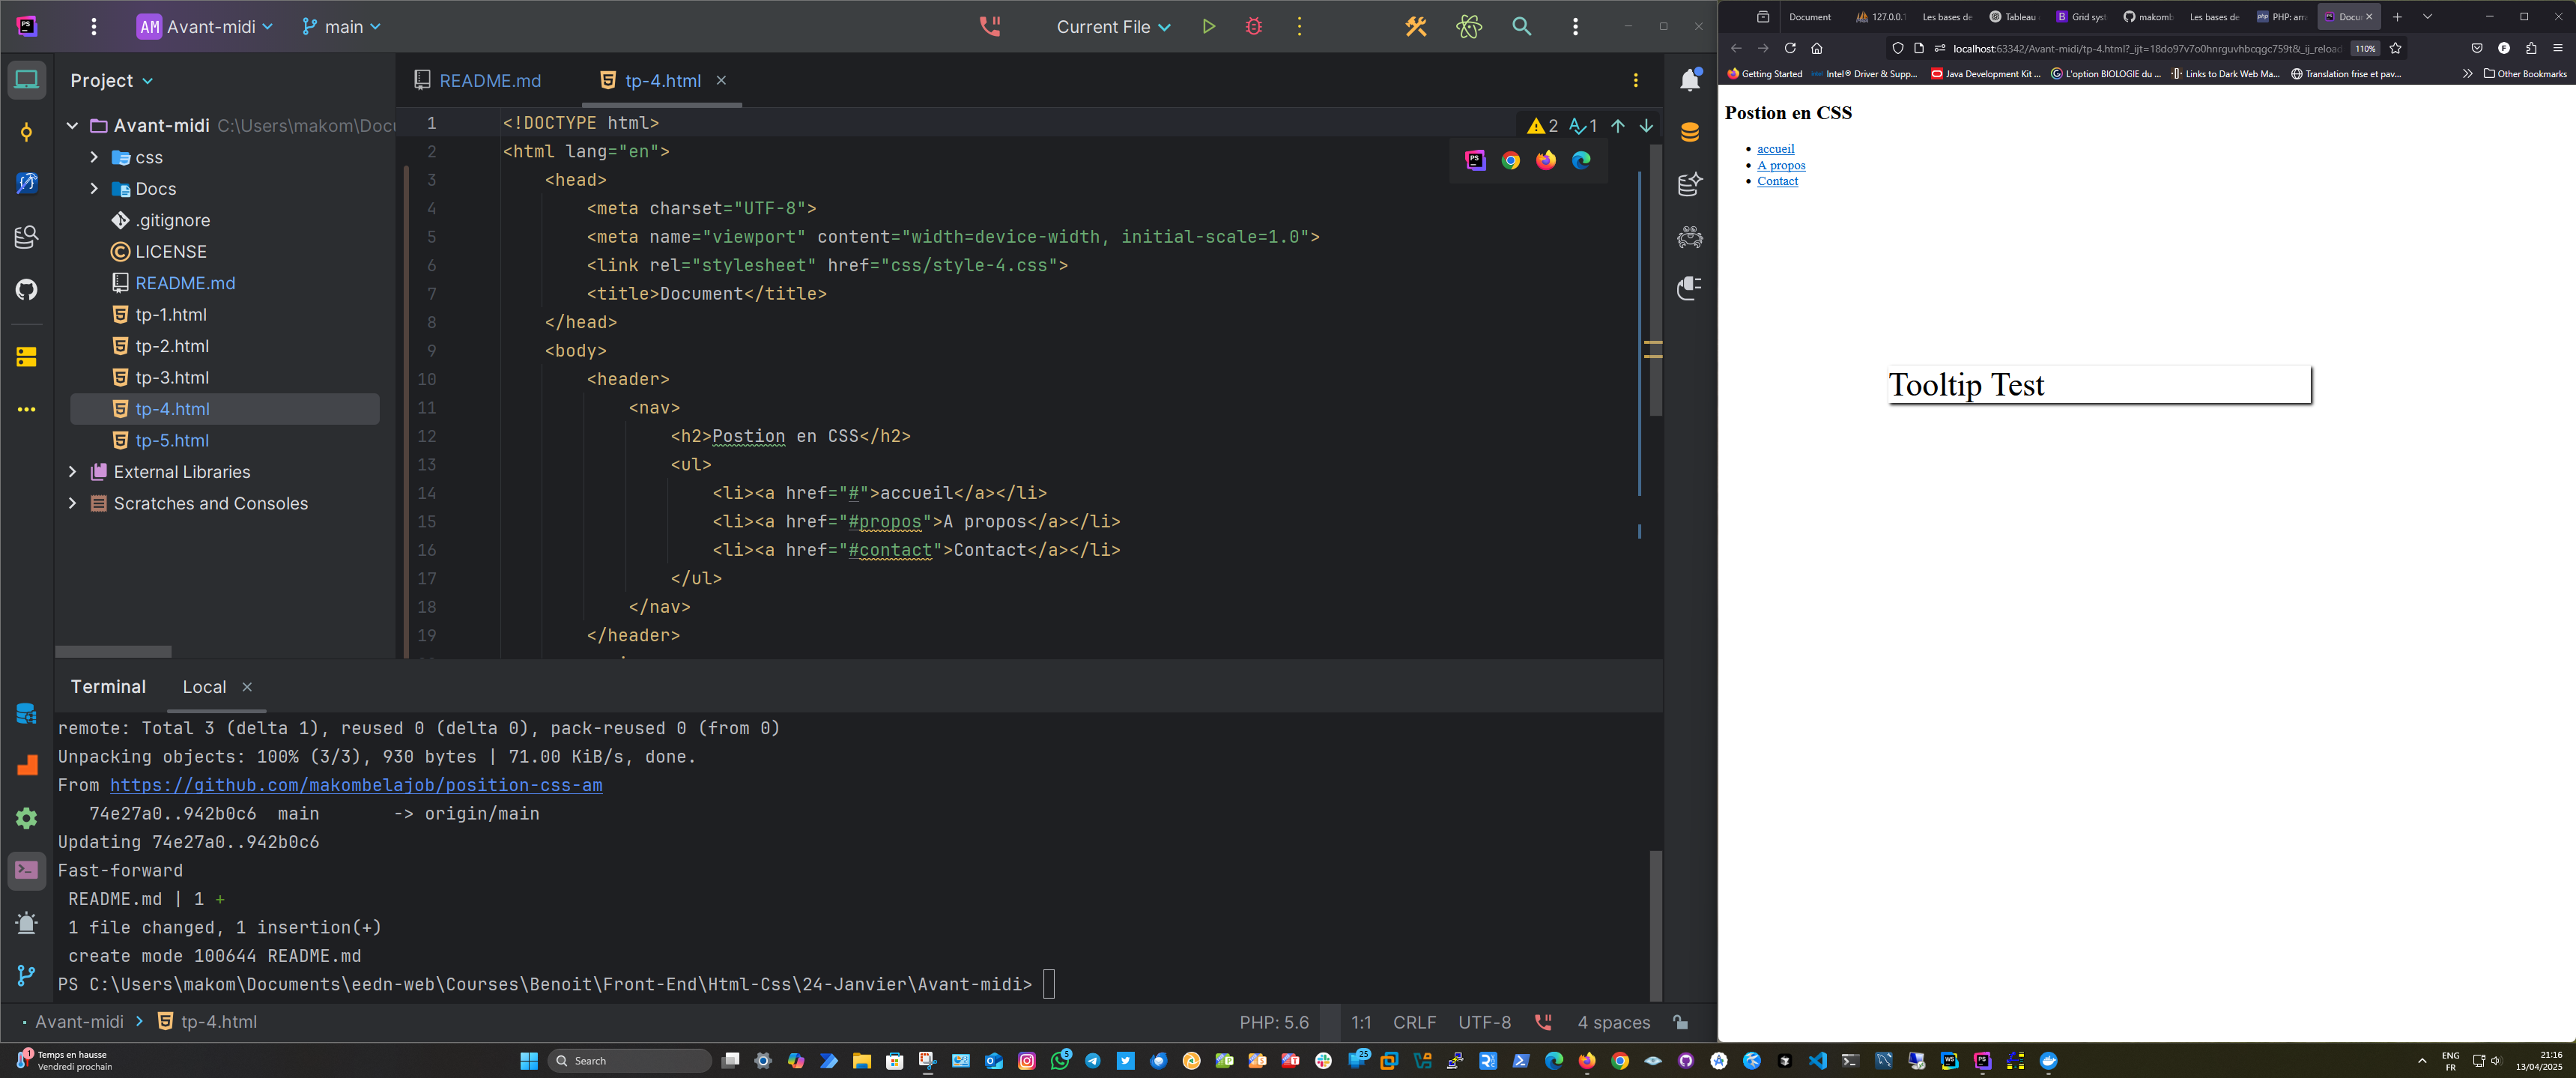 AM Avant-midi main Current File
Project README.md tp-4.html
Avant-midi C:\Users\makom\Docu
css
Docs
.gitignore
LICENSE
README.md
tp-1.html
tp-2.html
tp-3.html
tp-4.html
tp-5.html
External Libraries
Scratches and Consoles
2 1
1 <!DOCTYPE html>
2 <html lang="en">
3 <head>
4 <meta charset="UTF-8">
5 <meta name="viewport" content="width=device-width, initial-scale=1.0">
6 <link rel="stylesheet" href="css/style-4.css">
7 <title>Document</title>
8 </head>
9 <body>
10 <header>
11 <nav>
12 <h2>Postion en CSS</h2>
13 <ul>
14 <li><a href="#">accueil</a></li>
15 <li><a href="#propos">A propos</a></li>
16 <li><a href="#contact">Contact</a></li>
17 </ul>
18 </nav>
19 </header>
Terminal Local
remote: Total 3 (delta 1), reused 0 (delta 0), pack-reused 0 (from 0)
Unpacking objects: 100% (3/3), 930 bytes | 71.00 KiB/s, done.
From https://github.com/makombelajob/position-css-am
74e27a0..942b0c6 main -> origin/main
Updating 74e27a0..942b0c6
Fast-forward
README.md | 1 +
1 file changed, 1 insertion(+)
create mode 100644 README.md
PS C:\Users\makom\Documents\eedn-web\Courses\Benoit\Front-End\Html-Css\24-Janvier\Avant-midi>
Avant-midi tp-4.html PHP: 5.6 1:1 CRLF UTF-8 4 spaces
Document 127.0.0.1 Les bases de Tableau Grid syst makomb Les bases de PHP: arr Docu
localhost:63342/Avant-midi/tp-4.html?_ijt=18do97v7o0hnrguvhbcqgc759t&_ij_reload 110%
Getting Started Intel® Driver & Supp... Java Development Kit ... L'option BIOLOGIE du ... Links to Dark Web Ma... Translation frise et pav... Other Bookmarks
Postion en CSS
accueil
A propos
Contact
Tooltip Test
Temps en hausse
Vendredi prochain
Search
5
25
ENG
FR
21:16
13/04/2025